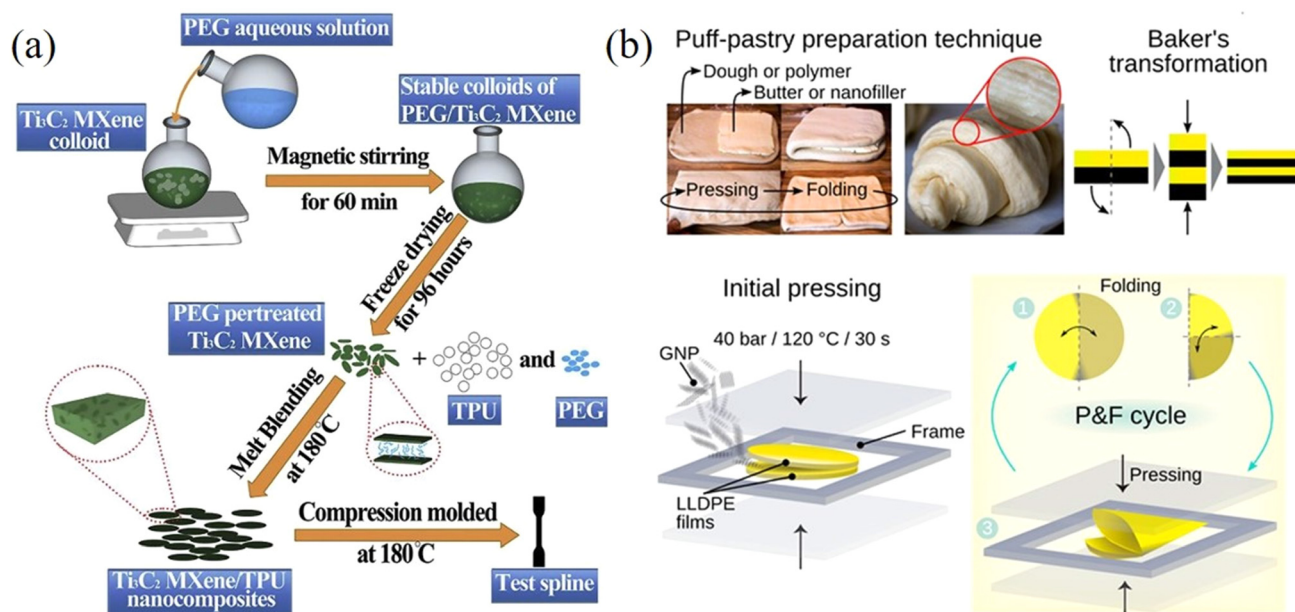 (a)
PEG aqueous solution
Ti₃C₂ MXene
colloid
Stable colloids of
PEG/Ti₃C₂ MXene
Magnetic stirring
for 60 min
Freeze drying
for 96 hours
PEG pertreated
Ti₃C₂ MXene
+
and
TPU
PEG
Melt Blending
at 180℃
Compression molded
at 180℃
Ti₃C₂ MXene/TPU
nanocomposites
Test spline
(b)
Puff-pastry preparation technique
Dough or polymer
Butter or nanofiller
Pressing
Folding
Baker's
transformation
Initial pressing
40 bar / 120 °C / 30 s
GNP
Frame
LLDPE
films
1
Folding
2
P&F cycle
Pressing
3